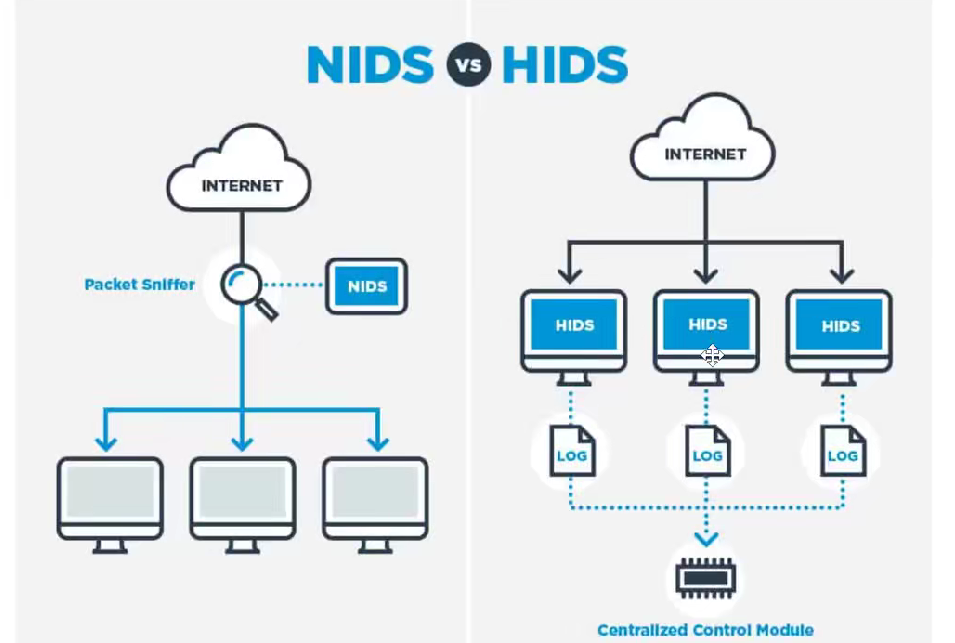 NIDS VS HIDS
INTERNET
Packet Sniffer
NIDS
INTERNET
HIDS
HIDS
HIDS
LOG
LOG
LOG
Centralized Control Module